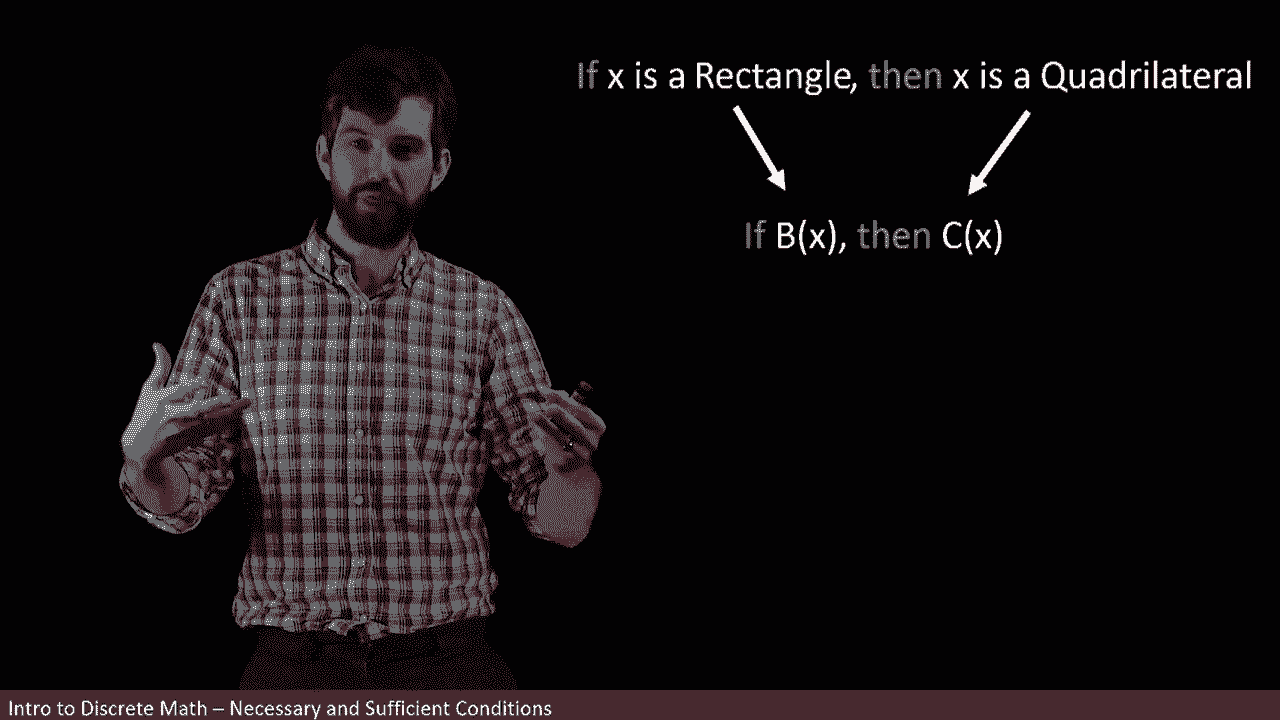 If x is a Rectangle, then x is a Quadrilateral
If B(x), then C(x)
Intro to Discrete Math – Necessary and Sufficient Conditions